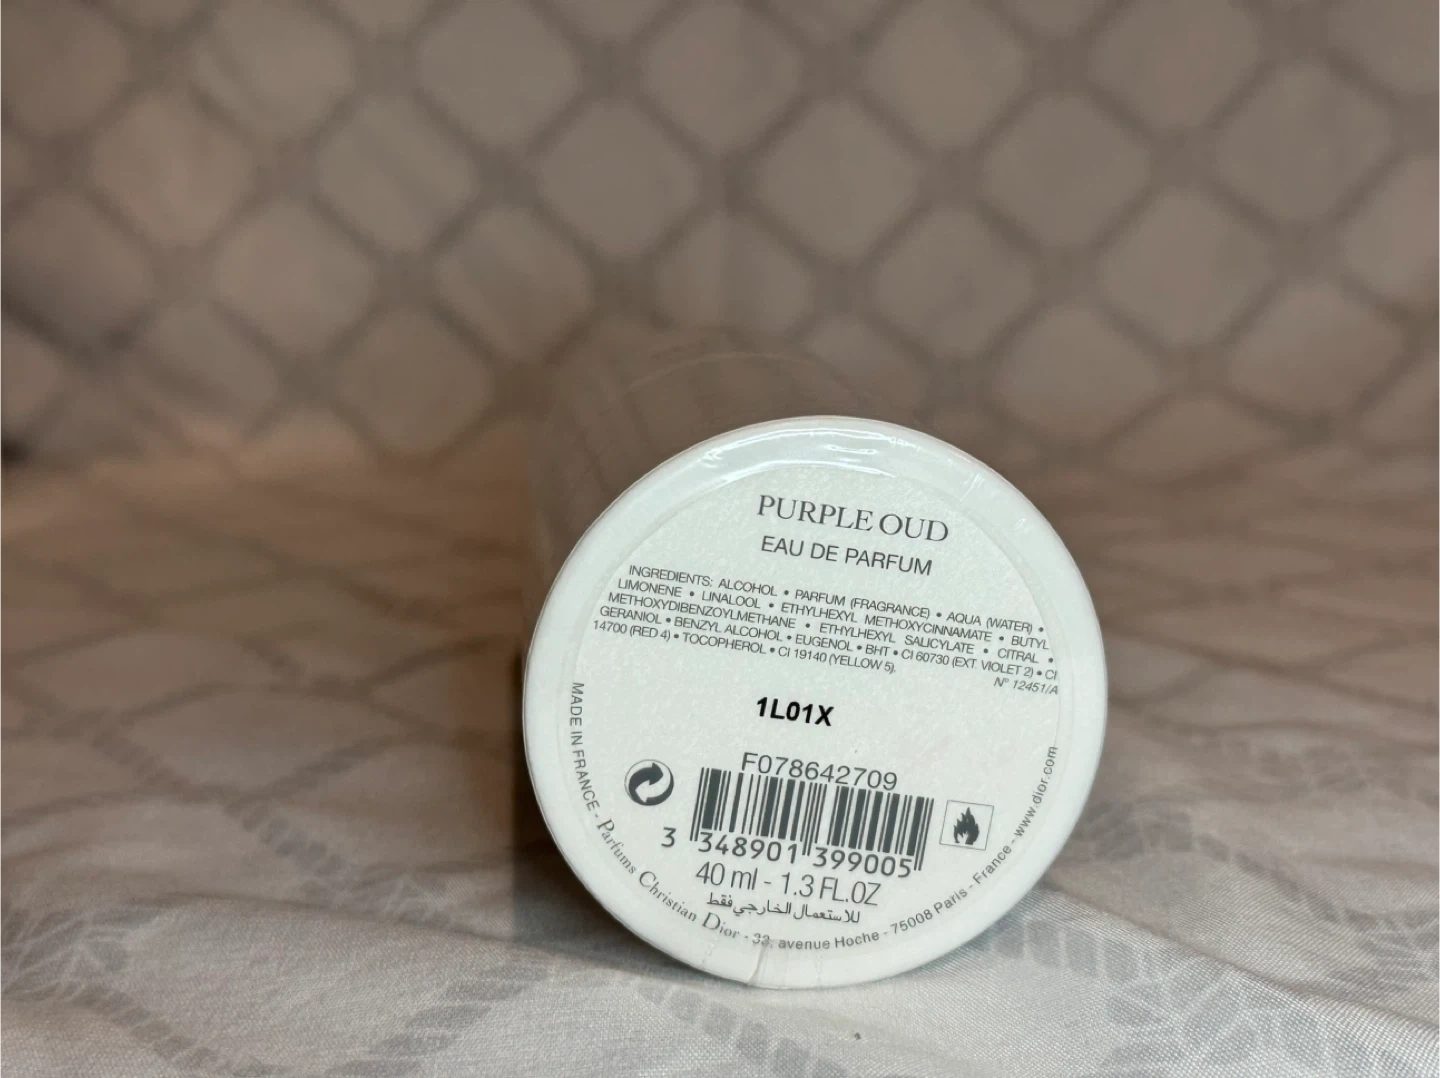 PURPLE OUD
EAU DE PARFUM
INGREDIENTS: ALCOHOL • PARFUM (FRAGRANCE) • AQUA (WATER) •
LIMONENE • LINALOOL • ETHYLHEXYL METHOXYCINNAMATE • BUTYL
METHOXYDIBENZOYLMETHANE • ETHYLHEXYL SALICYLATE • CITRAL •
GERANIOL • BENZYL ALCOHOL • EUGENOL • BHT • CI 60730 (EXT. VIOLET 2) • CI
14700 (RED 4) • TOCOPHEROL • CI 19140 (YELLOW 5).
N° 12451/A
1L01X
F078642709
3 348901 399005
40 ml - 1.3 FL.OZ
للاستعمال الخارجي فقط
MADE IN FRANCE - Parfums Christian Dior - 33, avenue Hoche - 75008 Paris - France - www.dior.com